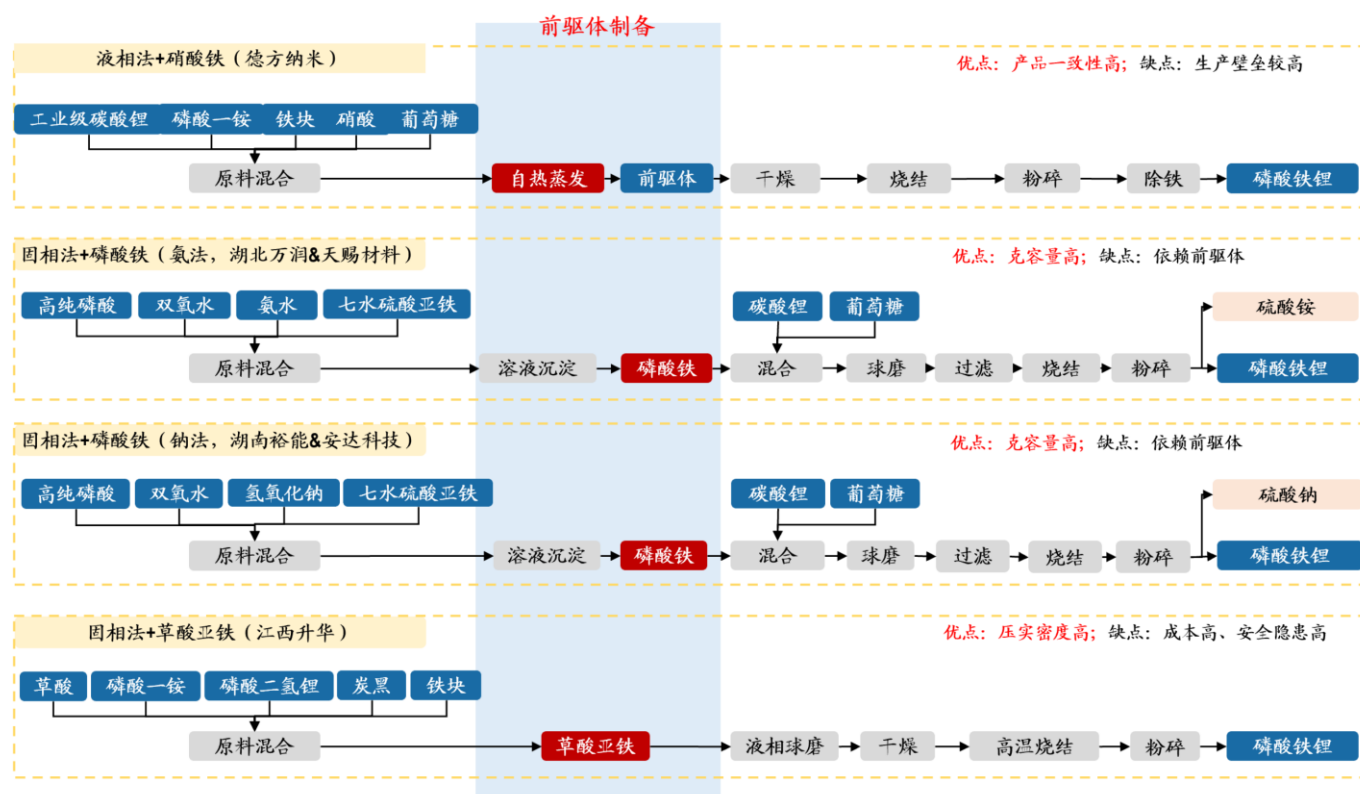 前驱体制备
液相法+硝酸铁（德方纳米）
优点：产品一致性高；缺点：生产壁垒较高
工业级碳酸锂 磷酸一铵 铁块 硝酸 葡萄糖
原料混合 自热蒸发 前驱体 干燥 烧结 粉碎 除铁 磷酸铁锂
固相法+磷酸铁（氨法，湖北万润&天赐材料）
优点：克容量高；缺点：依赖前驱体
高纯磷酸 双氧水 氨水 七水硫酸亚铁 碳酸锂 葡萄糖 硫酸铵
原料混合 溶液沉淀 磷酸铁 混合 球磨 过滤 烧结 粉碎 磷酸铁锂
固相法+磷酸铁（钠法，湖南裕能&安达科技）
优点：克容量高；缺点：依赖前驱体
高纯磷酸 双氧水 氢氧化钠 七水硫酸亚铁 碳酸锂 葡萄糖 硫酸钠
原料混合 溶液沉淀 磷酸铁 混合 球磨 过滤 烧结 粉碎 磷酸铁锂
固相法+草酸亚铁（江西升华）
优点：压实密度高；缺点：成本高、安全隐患高
草酸 磷酸一铵 磷酸二氢锂 炭黑 铁块
原料混合 草酸亚铁 液相球磨 干燥 高温烧结 粉碎 磷酸铁锂